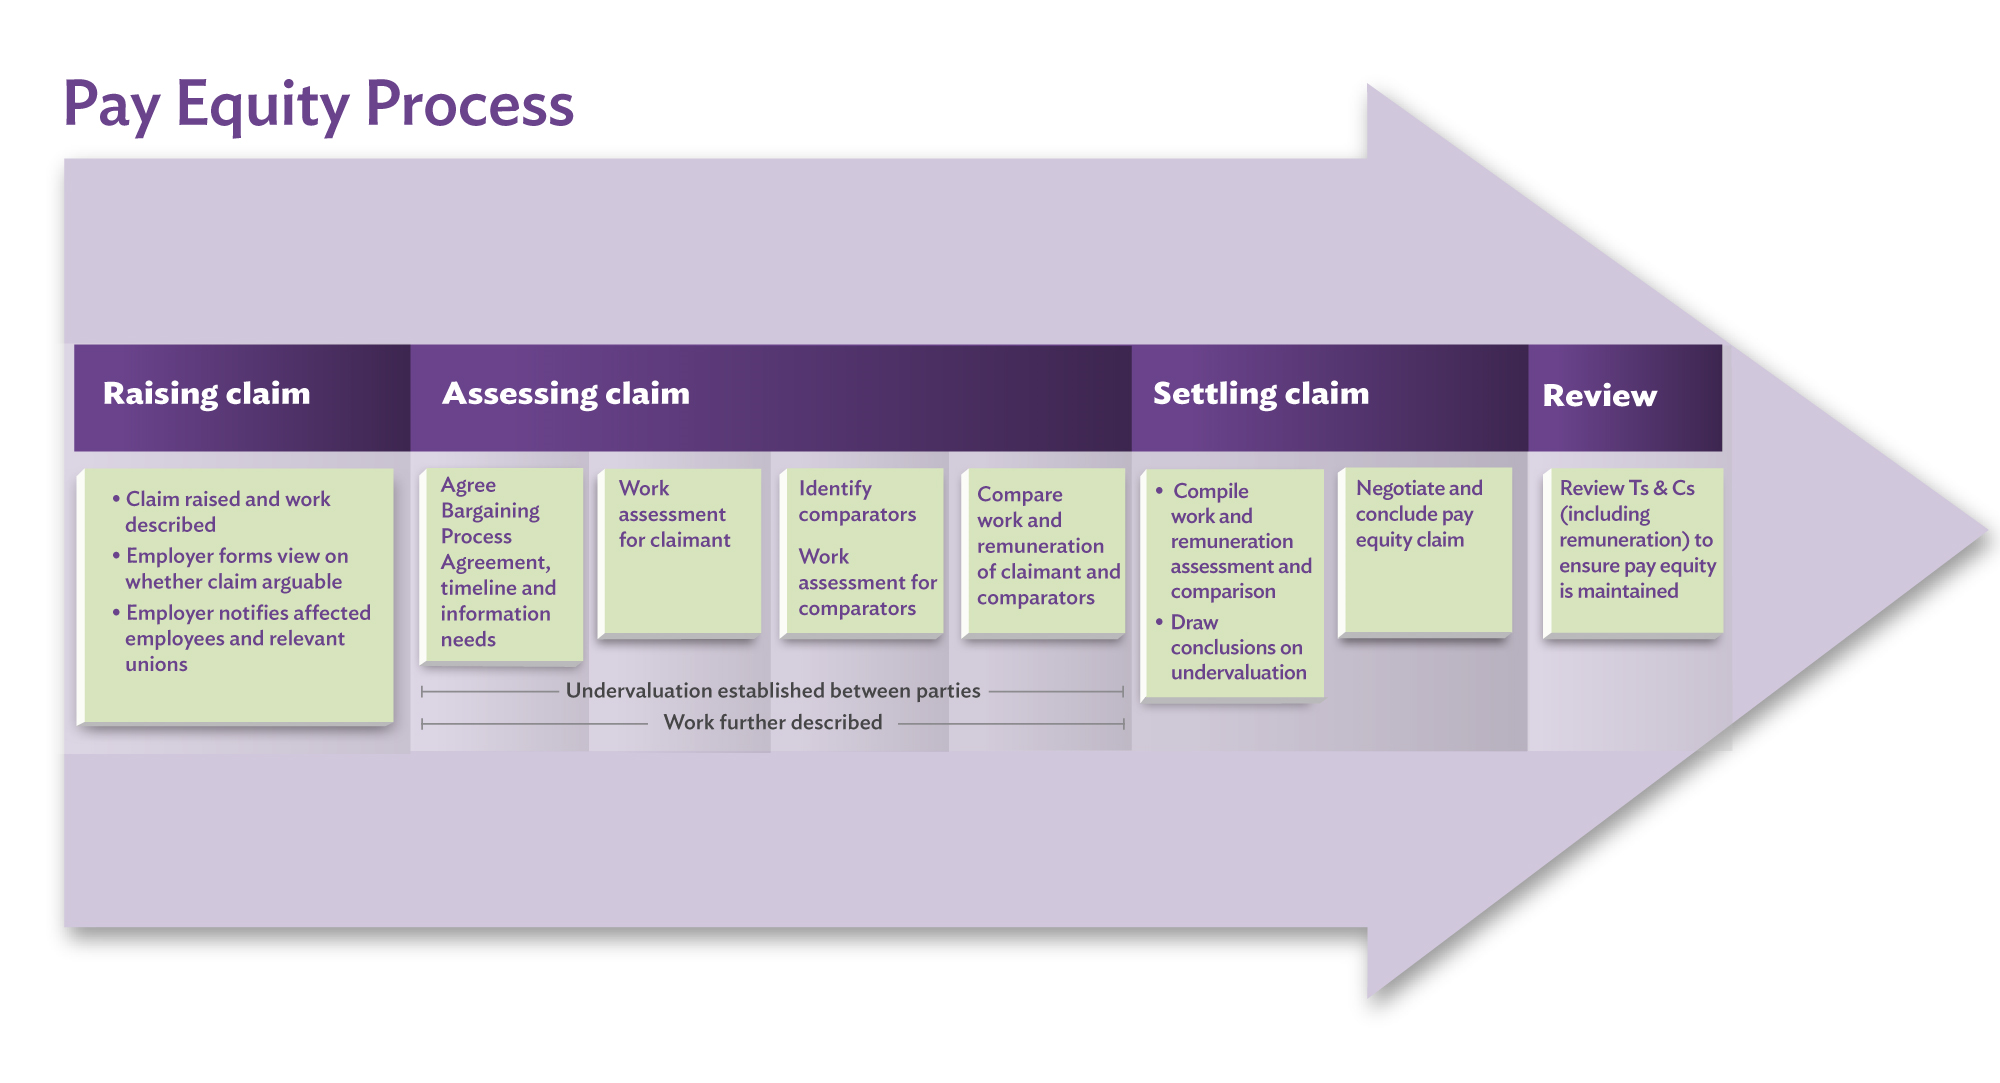 Pay Equity Process
Raising claim
• Claim raised and work
described
• Employer forms view on
whether claim arguable
• Employer notifies affected
employees and relevant
unions
Assessing claim
Agree
Bargaining
Process
Agreement,
timeline and
information
needs
Work
assessment
for claimant
Identify
comparators
Work
assessment for
comparators
Compare
work and
remuneration
of claimant and
comparators
Undervaluation established between parties
Work further described
Settling claim
• Compile
work and
remuneration
assessment and
comparison
• Draw
conclusions on
undervaluation
Negotiate and
conclude pay
equity claim
Review
Review Ts & Cs
(including
remuneration) to
ensure pay equity
is maintained